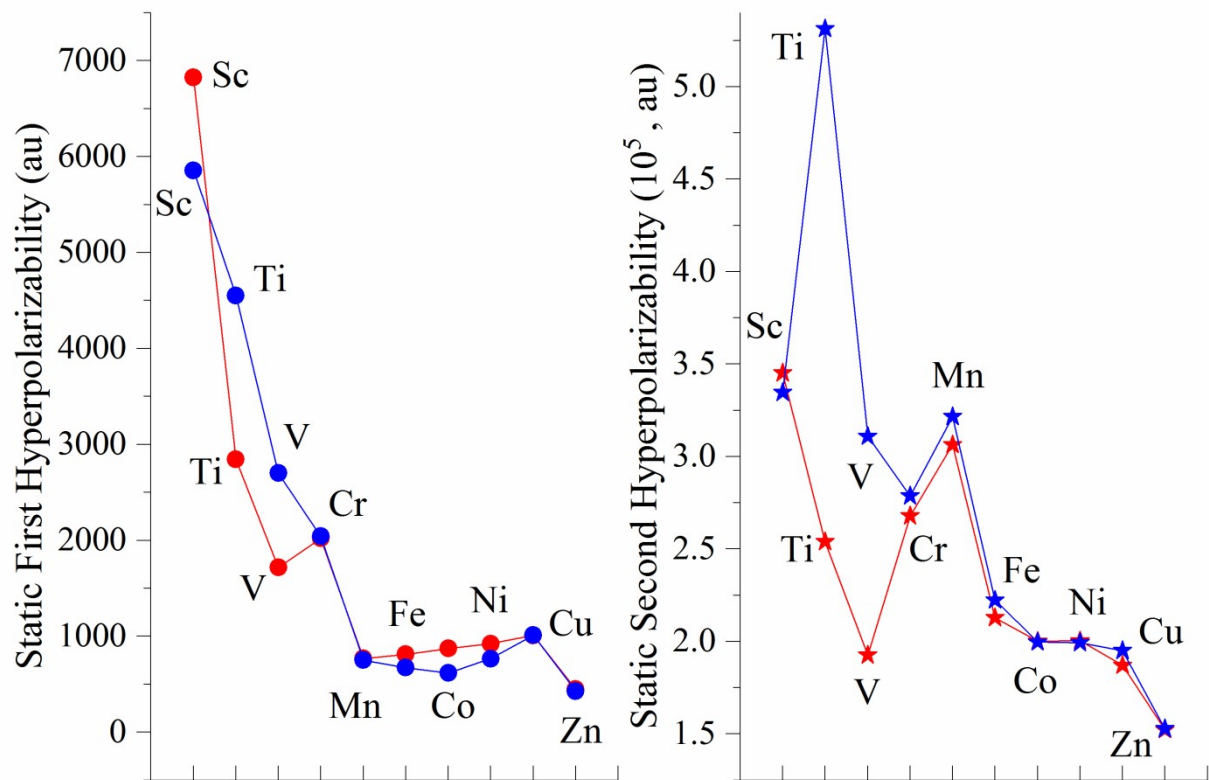 Static First Hyperpolarizability (au)
7000
6000
5000
4000
3000
2000
1000
0
Sc
Sc
Ti
Ti
V
V
Cr
Mn
Fe
Co
Ni
Cu
Zn
Static Second Hyperpolarizability (10⁵ , au)
5.0
4.5
4.0
3.5
3.0
2.5
2.0
1.5
Sc
Ti
Ti
V
V
Cr
Mn
Fe
Co
Ni
Cu
Zn